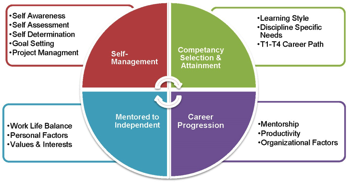 •Self Awareness
•Self Assessment
•Self Determination
•Goal Setting
•Project Managment
•Learning Style
•Discipline Specific
Needs
•T1-T4 Career Path
Self-
Management
Competancy
Selection &
Attainment
Mentored to
Independent
Career
Progression
•Work Life Balance
•Personal Factors
•Values & Interests
•Mentorship
•Productivity
•Organizational Factors